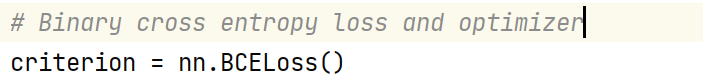 # Binary cross entropy loss and optimizer
criterion = nn.BCELoss()